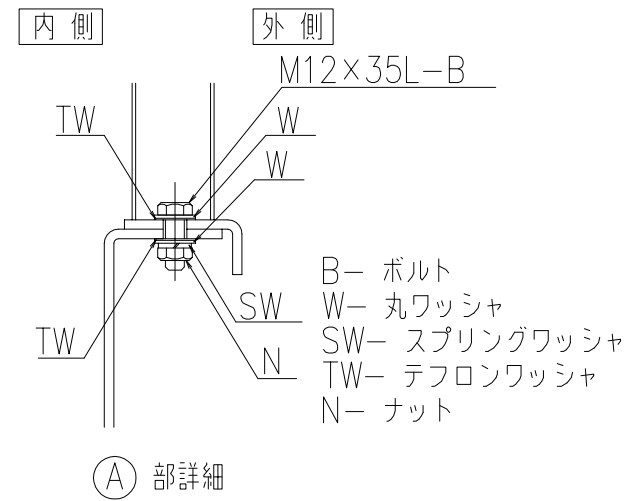 内側
外側
M12×35L−B
TW
W
W
SW
TW
N
B− ボルト
W− 丸ワッシャ
SW− スプリングワッシャ
TW− テフロンワッシャ
N− ナット
A 部詳細